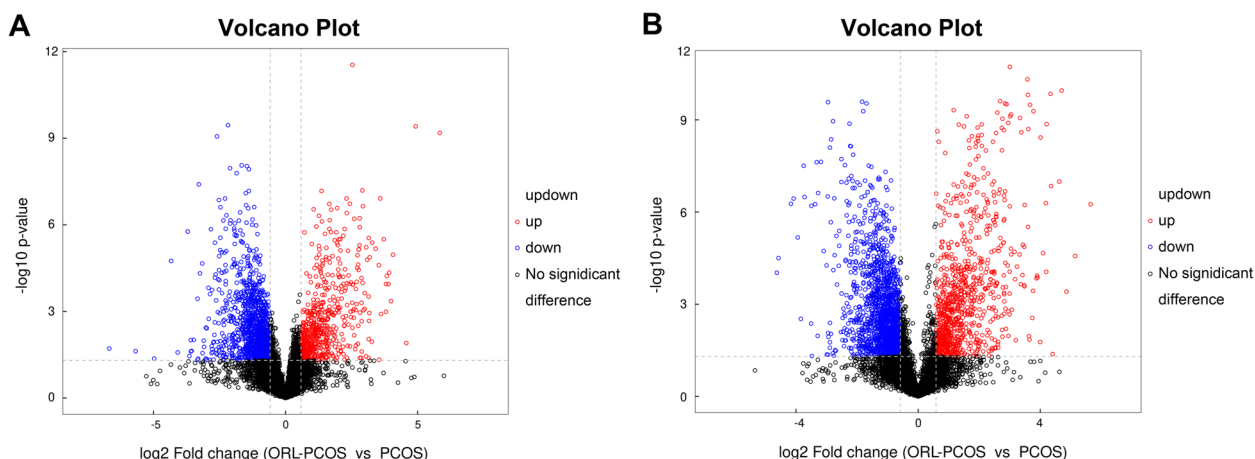 A
Volcano Plot
12
9
6
3
0
-log10 p-value
-5
0
5
log2 Fold change (ORL-PCOS vs PCOS)
updown
up
down
No signidicant
difference
B
Volcano Plot
12
9
6
3
0
-log10 p-value
-4
0
4
log2 Fold change (ORL-PCOS vs PCOS)
updown
up
down
No signidicant
difference